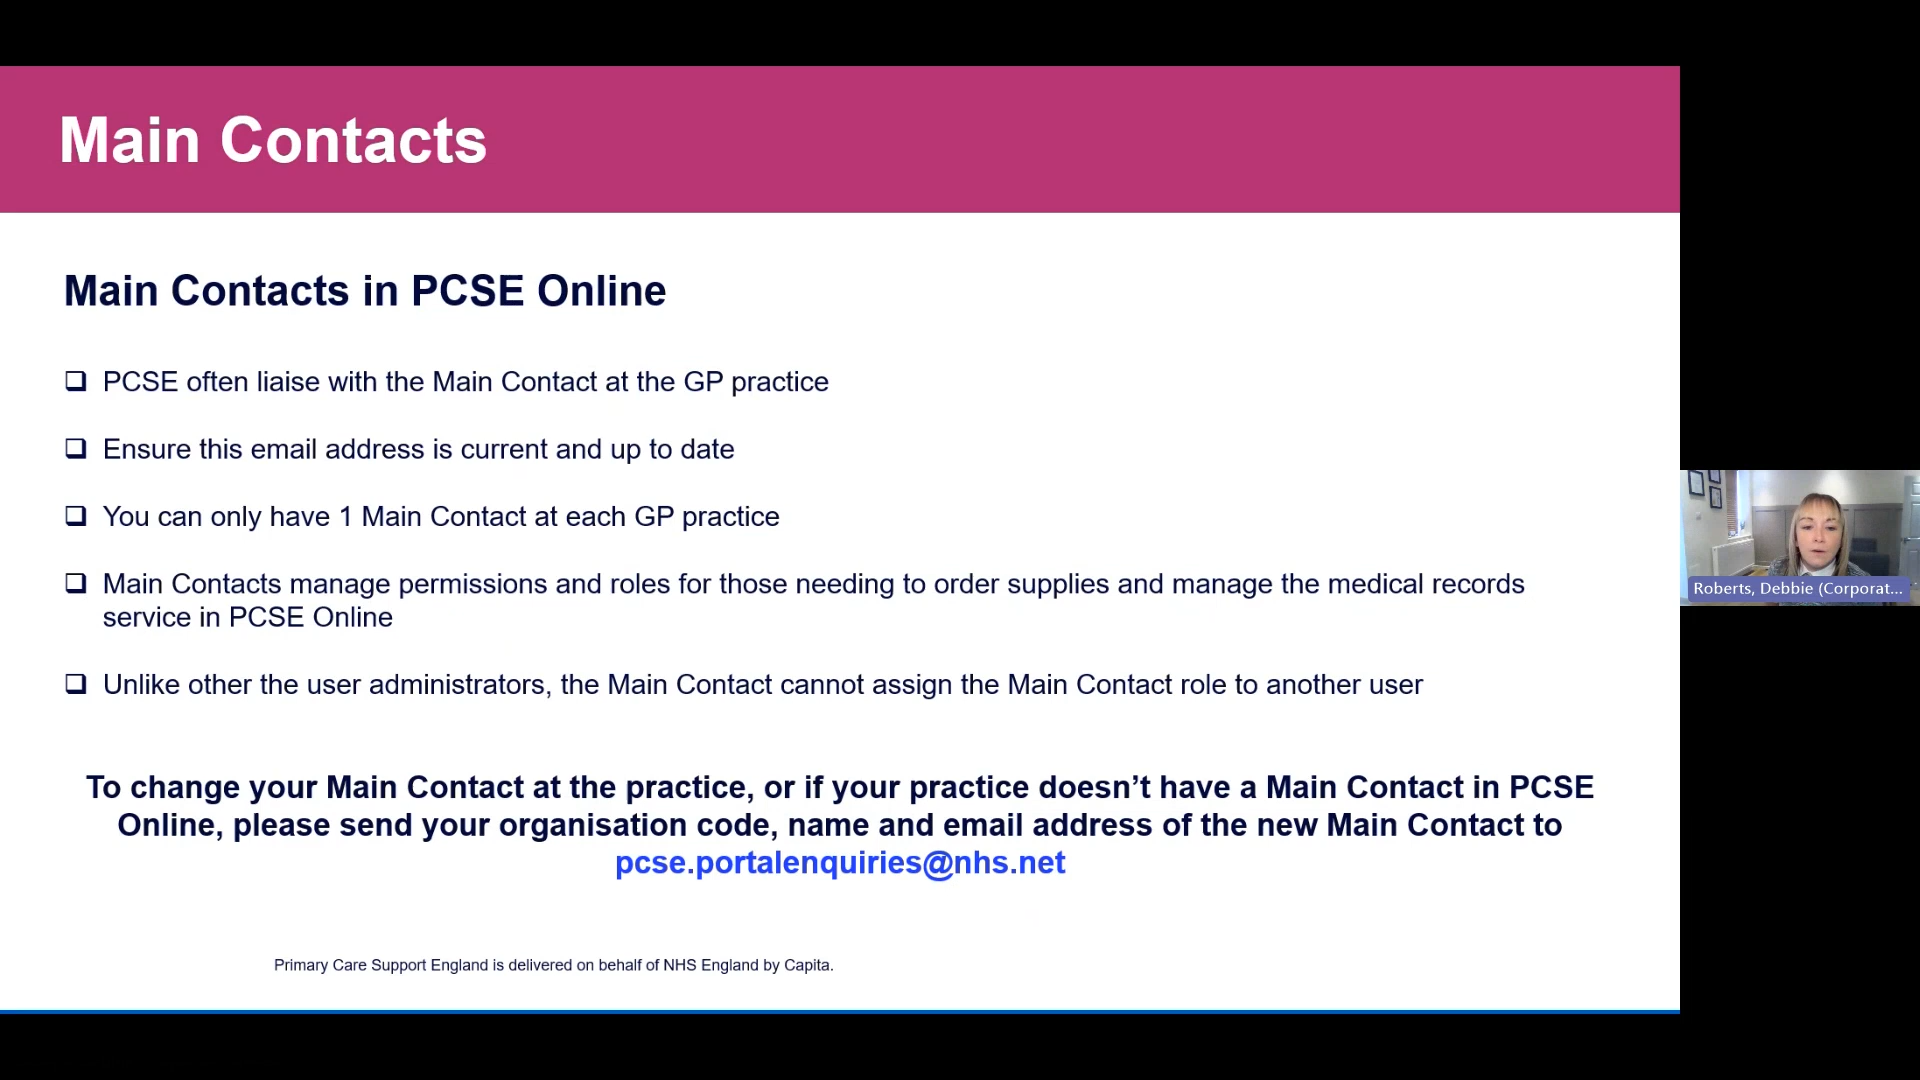 Main Contacts
Main Contacts in PCSE Online
❑ PCSE often liaise with the Main Contact at the GP practice
❑ Ensure this email address is current and up to date
❑ You can only have 1 Main Contact at each GP practice
❑ Main Contacts manage permissions and roles for those needing to order supplies and manage the medical records
service in PCSE Online
❑ Unlike other the user administrators, the Main Contact cannot assign the Main Contact role to another user
To change your Main Contact at the practice, or if your practice doesn’t have a Main Contact in PCSE
Online, please send your organisation code, name and email address of the new Main Contact to
pcse.portalenquiries@nhs.net
Primary Care Support England is delivered on behalf of NHS England by Capita.
Roberts, Debbie (Corporat...